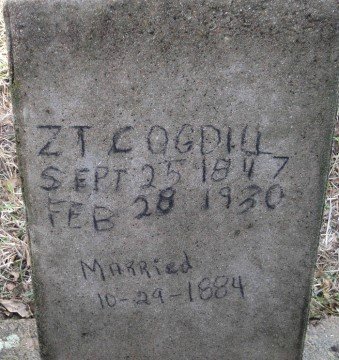 Z T COGDILL
SEPT 25 1847
FEB 28 1930
MARRiEd
10-29-1884